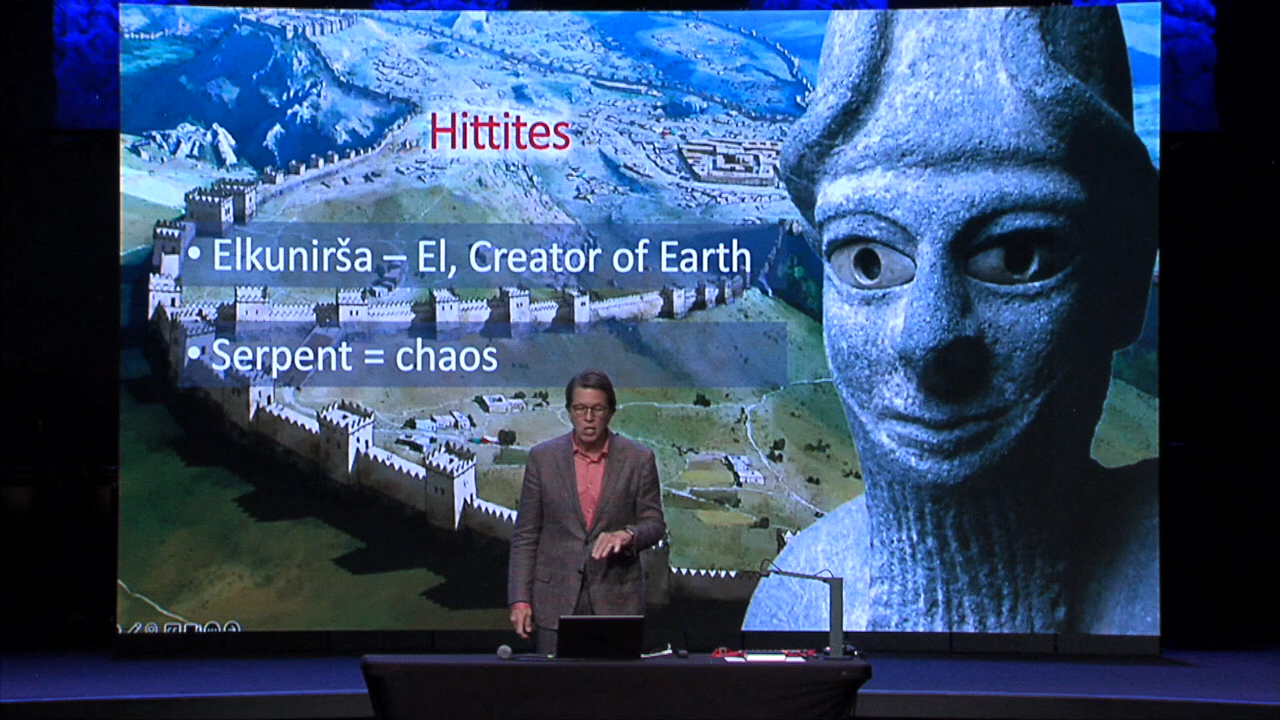 Hittites
• Elkunirša – El, Creator of Earth
• Serpent = chaos